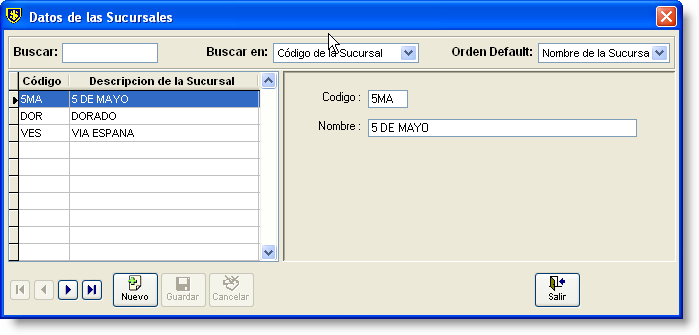 Datos de las Sucursales
Buscar: Buscar en: Código de la Sucursal Orden Default: Nombre de la Sucursa
Código Descripcion de la Sucursal
5MA 5 DE MAYO
DOR DORADO
VES VIA ESPANA
Codigo : 5MA
Nombre : 5 DE MAYO
Nuevo Guardar Cancelar Salir